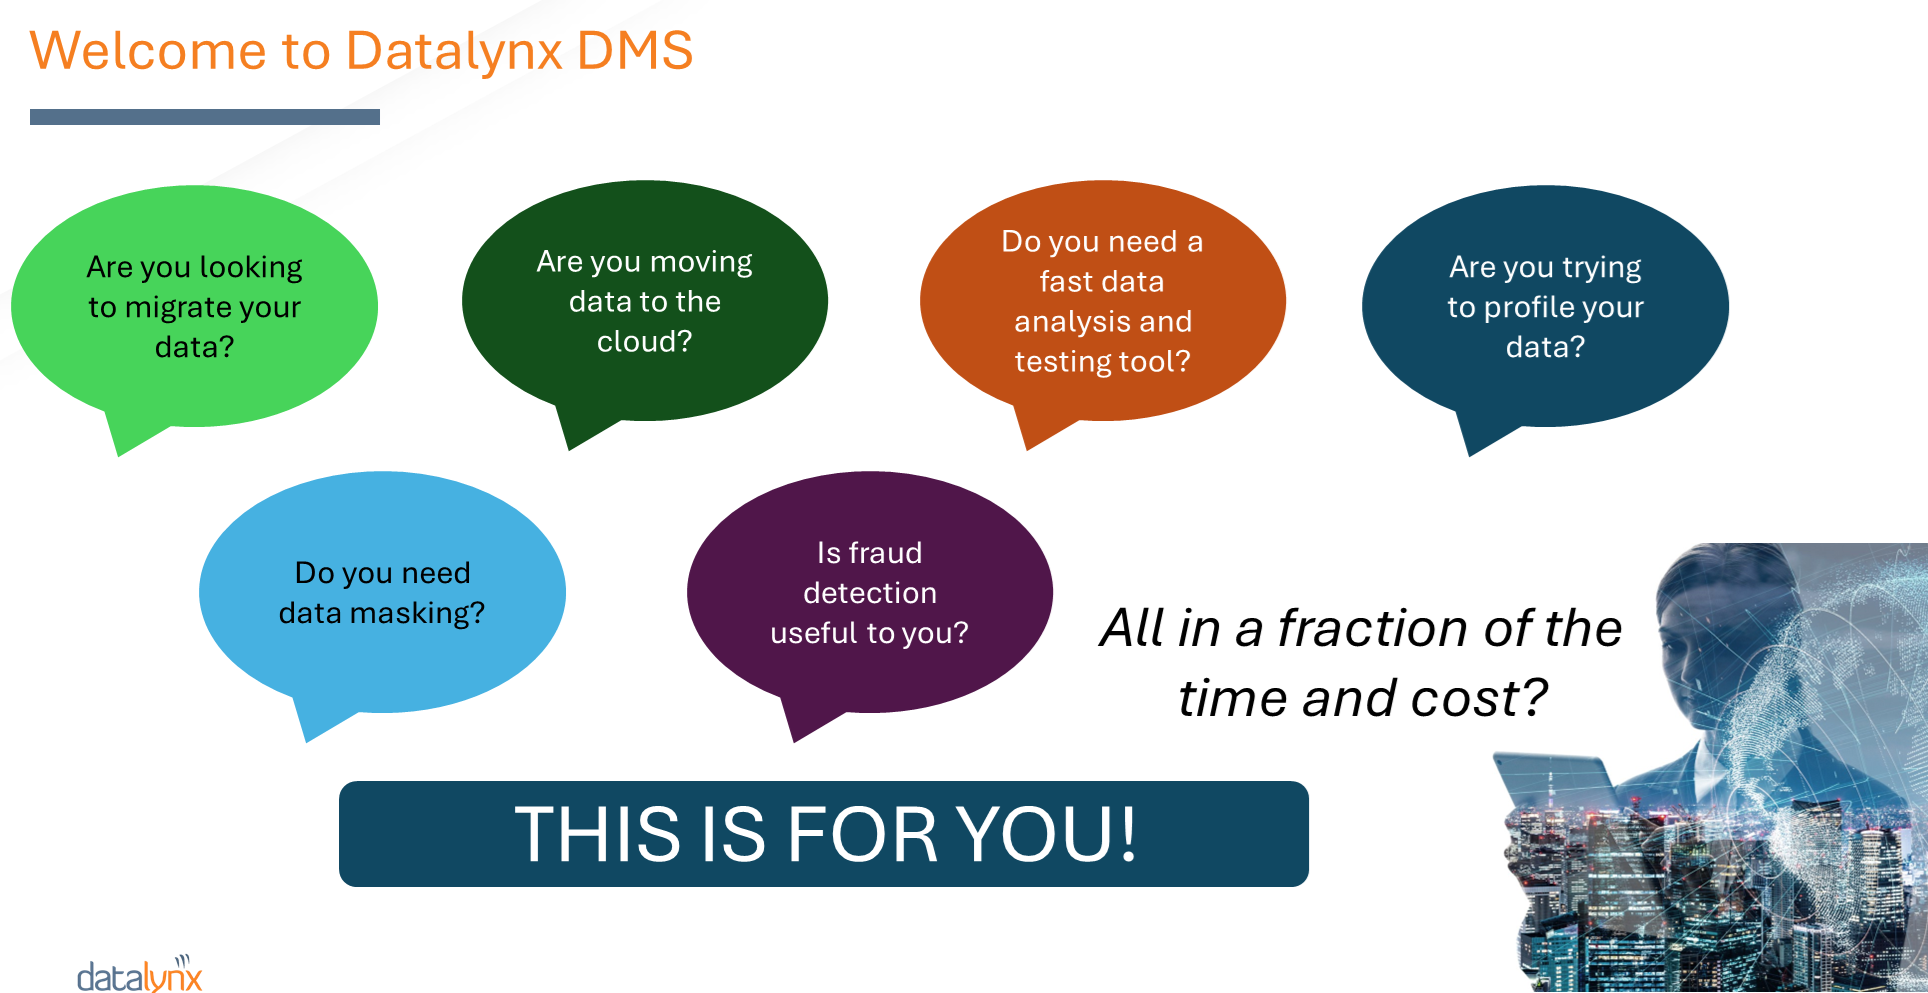 Welcome to Datalynx DMS
Are you looking
to migrate your
data?
Are you moving
data to the
cloud?
Do you need a
fast data
analysis and
testing tool?
Are you trying
to profile your
data?
Do you need
data masking?
Is fraud
detection
useful to you?
All in a fraction of the
time and cost?
THIS IS FOR YOU!
datalynx